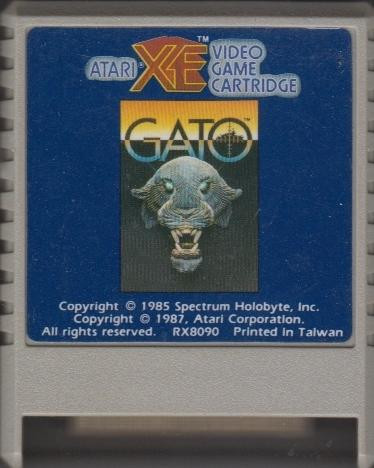 ATARI® XE™ VIDEO
GAME
CARTRIDGE
GATO™
Copyright © 1985 Spectrum Holobyte, Inc.
Copyright © 1987, Atari Corporation.
All rights reserved. RX8090 Printed in Taiwan